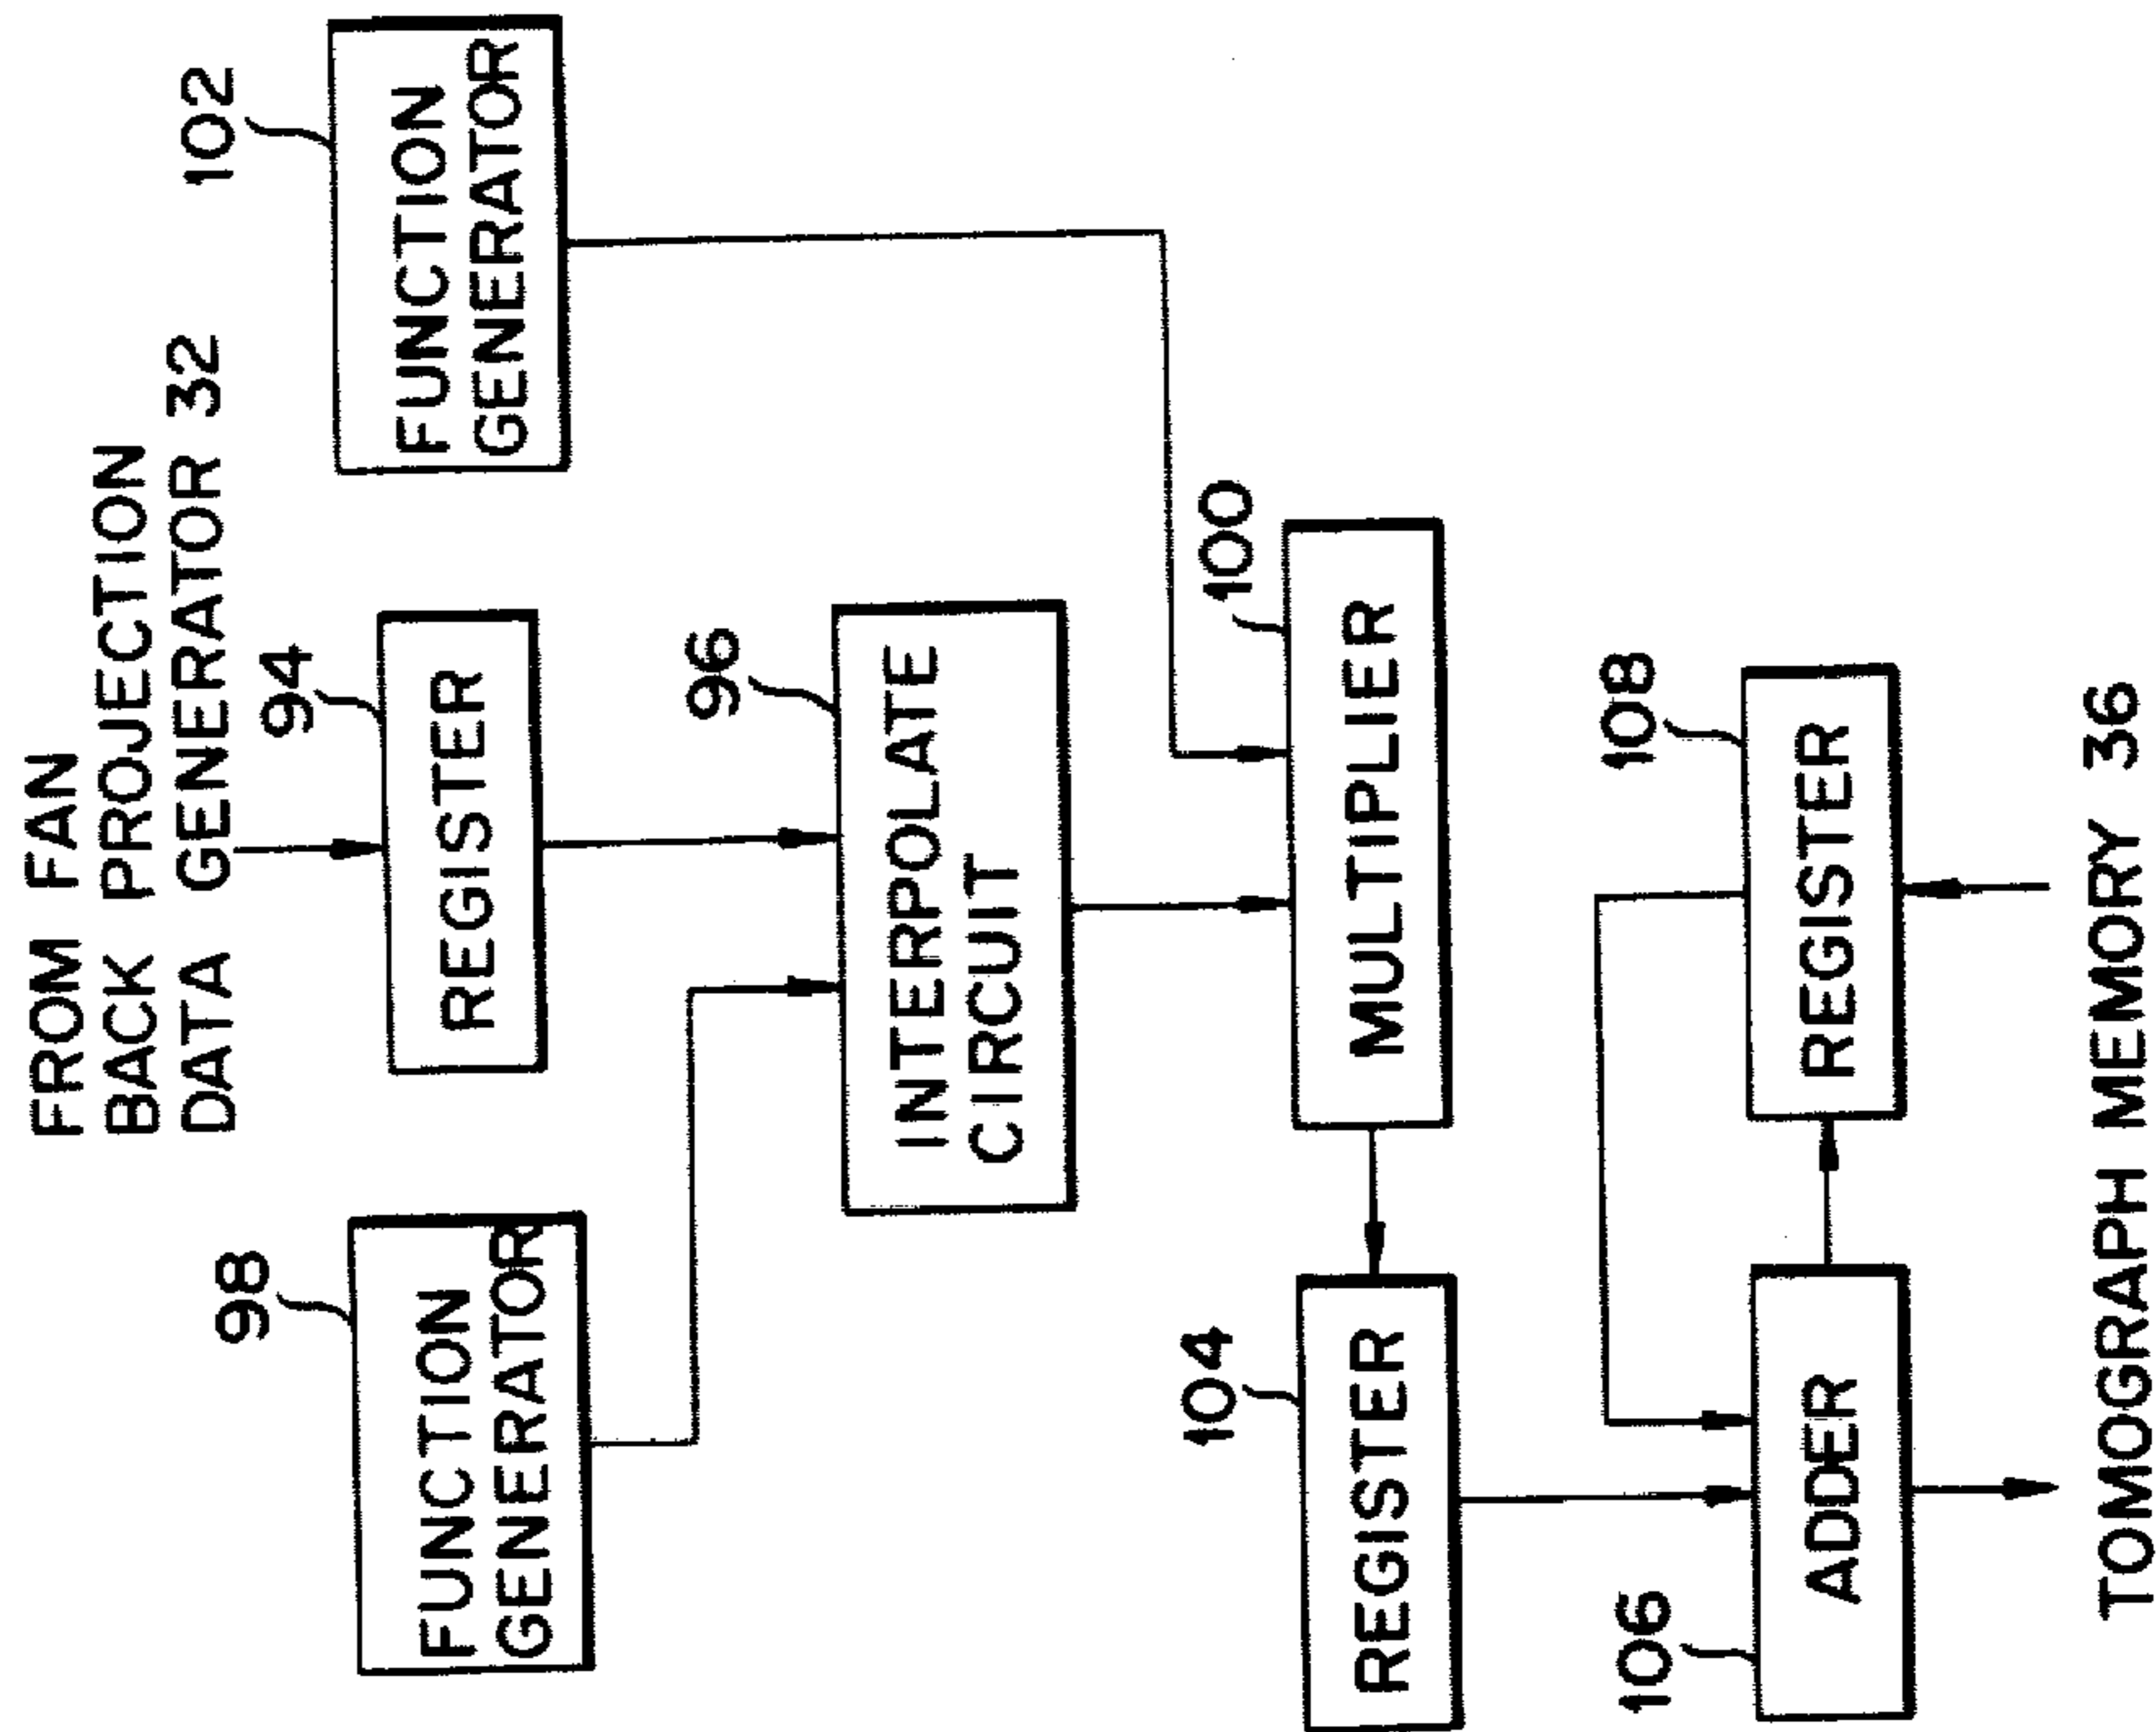 FROM FAN
BACK PROJECTION
DATA GENERATOR 32
98
FUNCTION
GENERATOR
94
REGISTER
102
FUNCTION
GENERATOR
96
INTERPOLATE
CIRCUIT
100
MULTIPLIER
104
REGISTER
106
ADDER
108
REGISTER
TOMOGRAPH MEMORY 36